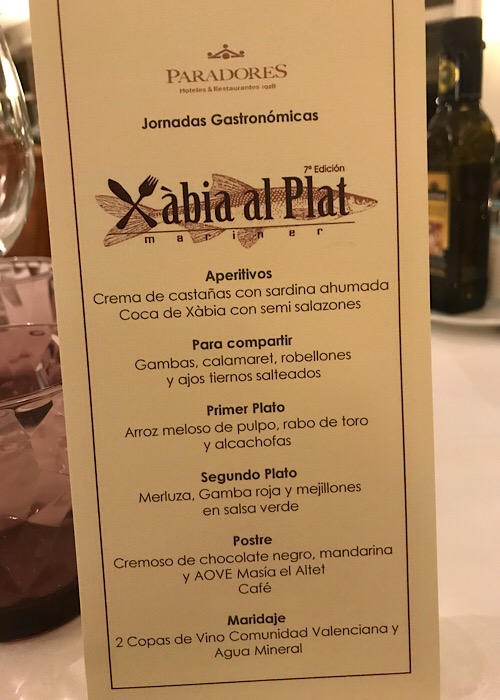 PARADORES
Hoteles & Restaurantes 1928
Jornadas Gastronómicas
7ª Edición
Xàbia al Plat
mariner
Aperitivos
Crema de castañas con sardina ahumada
Coca de Xàbia con semi salazones
Para compartir
Gambas, calamaret, robellones
y ajos tiernos salteados
Primer Plato
Arroz meloso de pulpo, rabo de toro
y alcachofas
Segundo Plato
Merluza, Gamba roja y mejillones
en salsa verde
Postre
Cremoso de chocolate negro, mandarina
y AOVE Masía el Altet
Café
Maridaje
2 Copas de Vino Comunidad Valenciana y
Agua Mineral